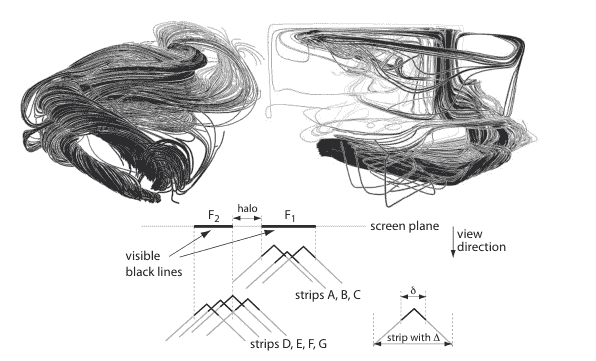 halo
F2 F1
screen plane
view
direction
visible
black lines
strips A, B, C
δ
strip with Δ
strips D, E, F, G